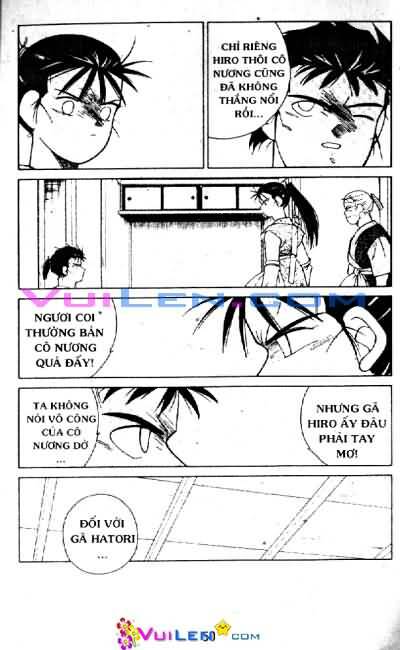 CHỈ RIÊNG
HIRO THÔI CÔ
NƯƠNG CŨNG
ĐÃ KHÔNG
THẮNG NỔI
RỒI...
VUILEN.COM
NGƯƠI COI
THƯỜNG BẢN
CÔ NƯƠNG
QUÁ ĐẤY!
TA KHÔNG
NÓI VÕ CÔNG
CỦA CÔ
NƯƠNG DỞ
...
NHƯNG GÃ
HIRO ẤY ĐÂU
PHẢI TAY
MƠ!
ĐỐI VỚI
GÃ HATORI
...
VUILEN.COM
50